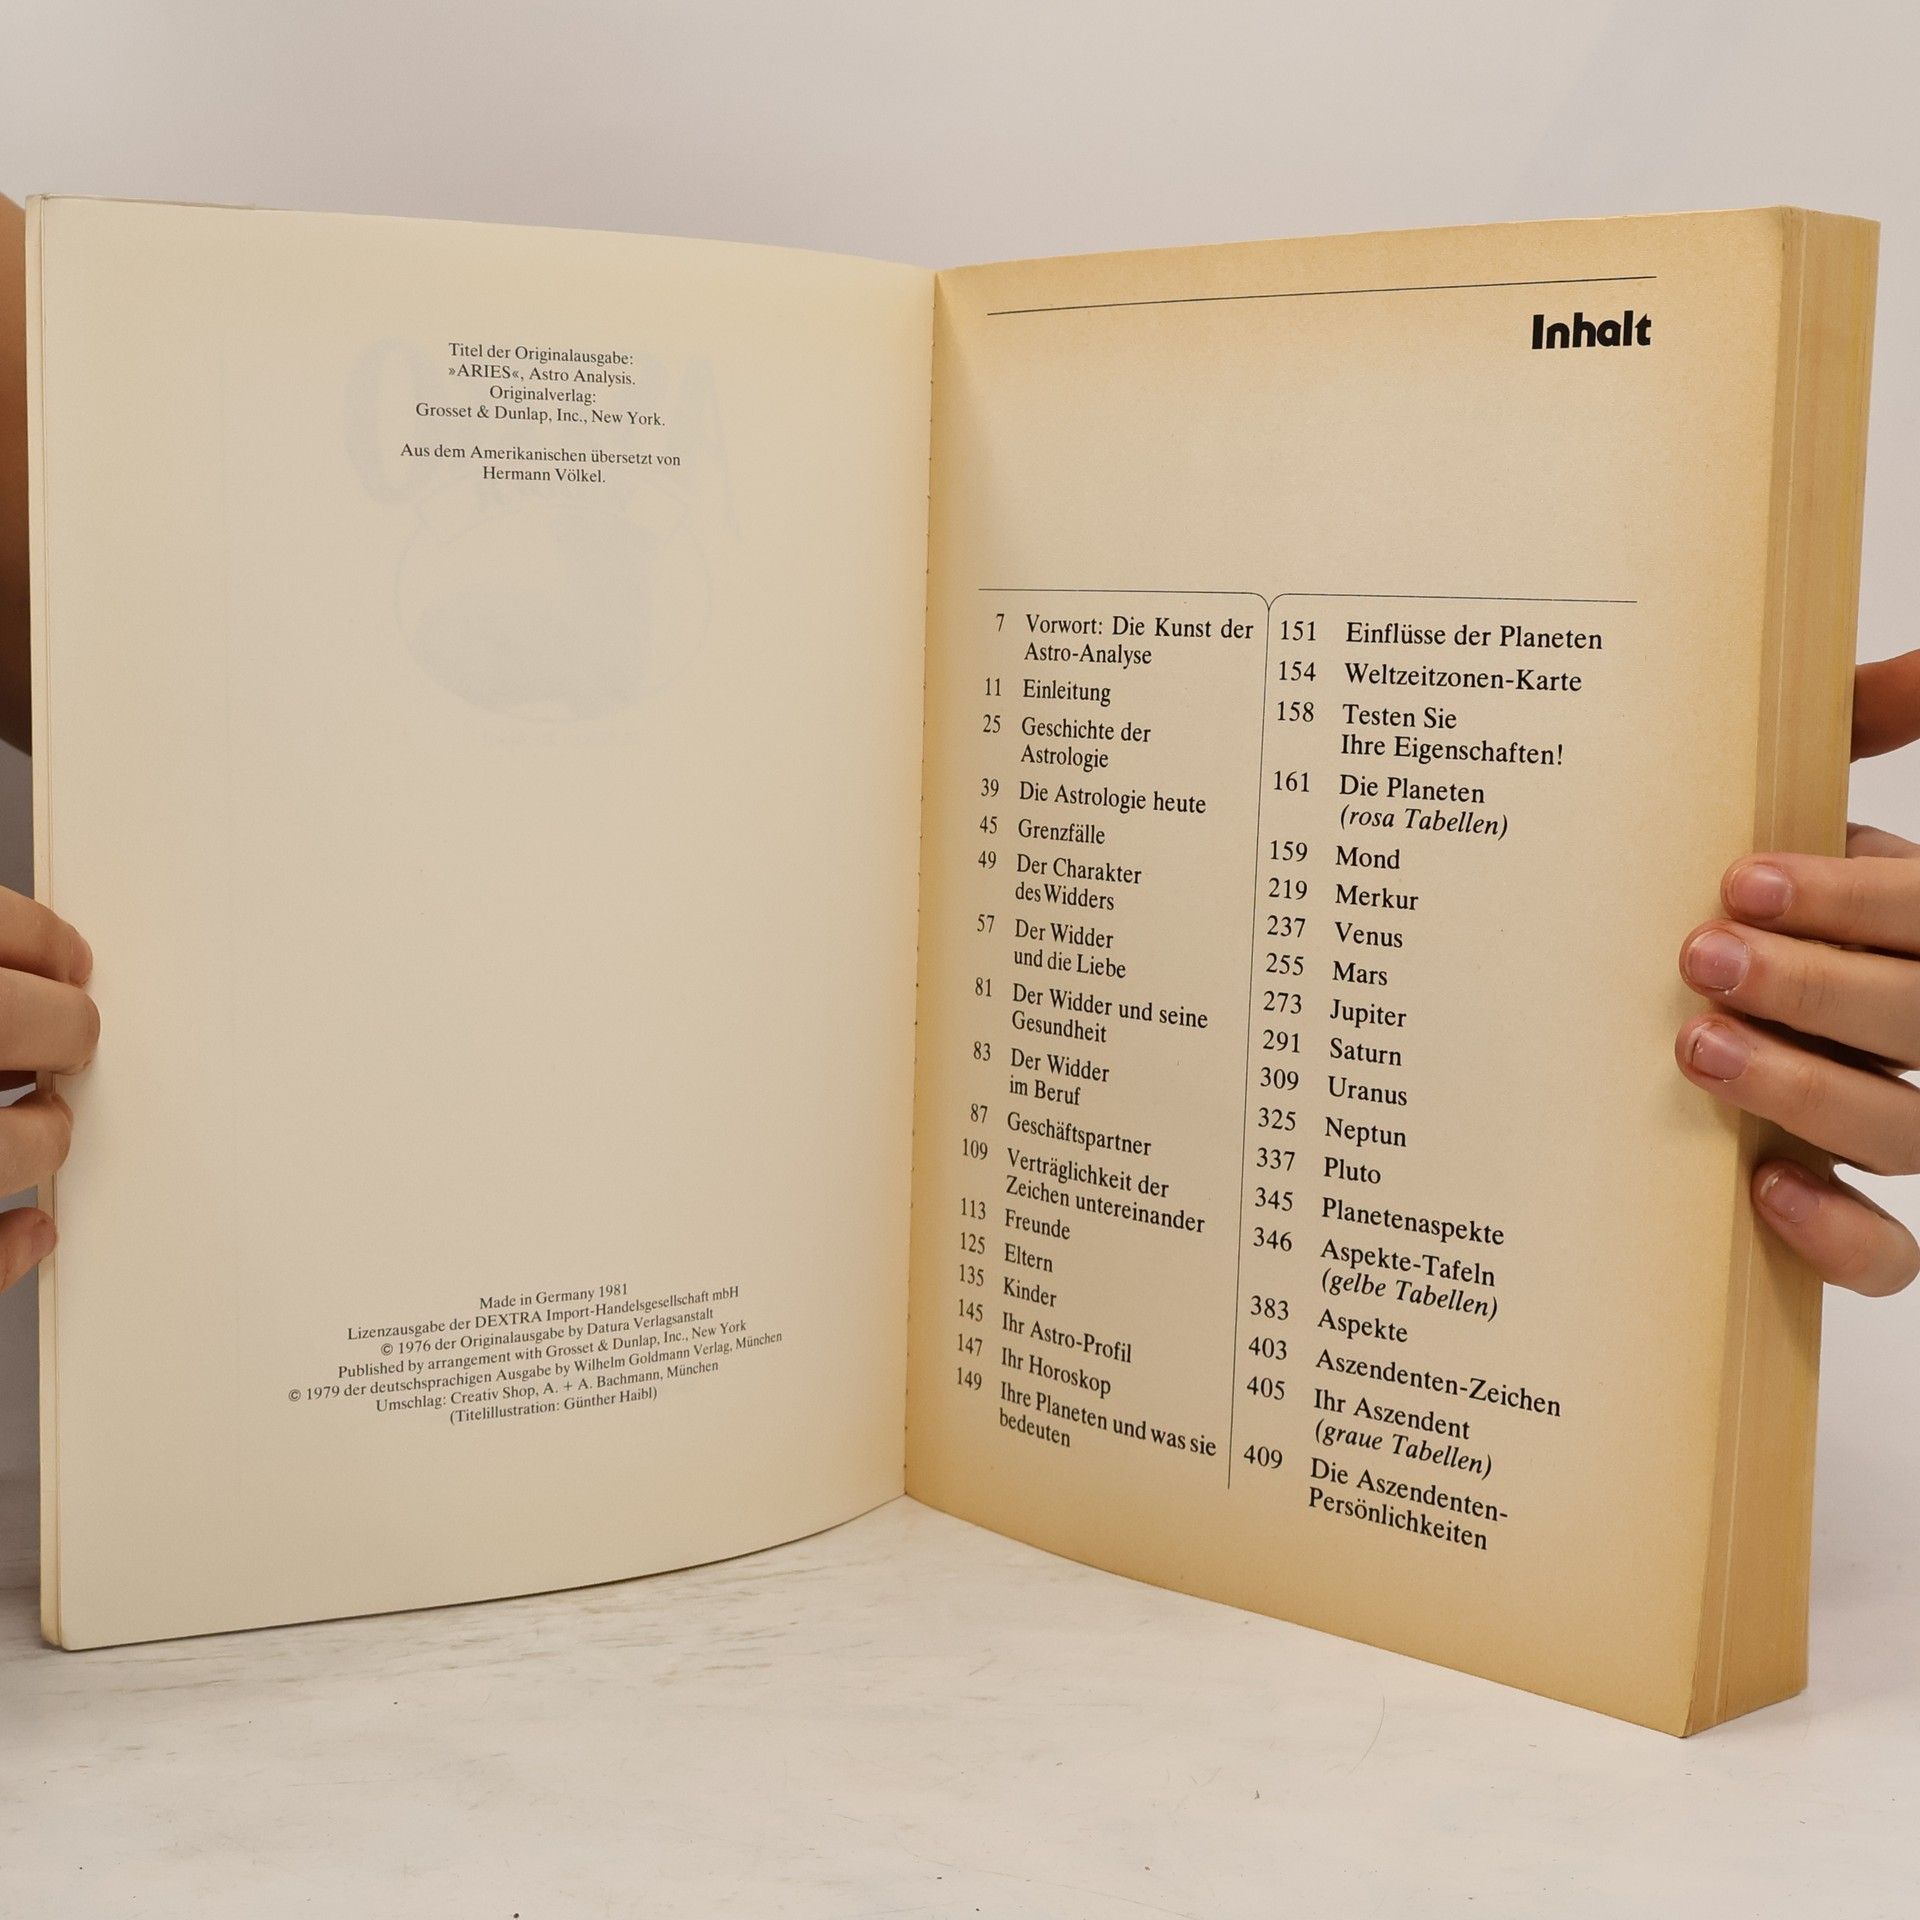 Titel der Originalausgabe:
»ARIES«, Astro Analysis.
Originalverlag:
Grosset & Dunlap, Inc., New York.
Aus dem Amerikanischen übersetzt von
Hermann Völkel.
Made in Germany 1981
Lizenzausgabe der DEXTRA Import-Handelsgesellschaft mbH
© 1976 der Originalausgabe by Datura Verlagsanstalt
Published by arrangement with Grosset & Dunlap, Inc., New York
© 1979 der deutschsprachigen Ausgabe by Wilhelm Goldmann Verlag, München
Umschlag: Creativ Shop, A. + A. Bachmann, München
(Titelillustration: Günther Haibl)
Inhalt
7 Vorwort: Die Kunst der
Astro-Analyse
11 Einleitung
25 Geschichte der
Astrologie
39 Die Astrologie heute
45 Grenzfälle
49 Der Charakter
des Widders
57 Der Widder
und die Liebe
81 Der Widder und seine
Gesundheit
83 Der Widder
im Beruf
87 Geschäftspartner
109 Verträglichkeit der
Zeichen untereinander
113 Freunde
125 Eltern
135 Kinder
145 Ihr Astro-Profil
147 Ihr Horoskop
149 Ihre Planeten und was sie
bedeuten
151 Einflüsse der Planeten
154 Weltzeitzonen-Karte
158 Testen Sie
Ihre Eigenschaften!
161 Die Planeten
(rosa Tabellen)
159 Mond
219 Merkur
237 Venus
255 Mars
273 Jupiter
291 Saturn
309 Uranus
325 Neptun
337 Pluto
345 Planetenaspekte
346 Aspekte-Tafeln
(gelbe Tabellen)
383 Aspekte
403 Aszendenten-Zeichen
405 Ihr Aszendent
(graue Tabellen)
409 Die Aszendenten-
Persönlichkeiten